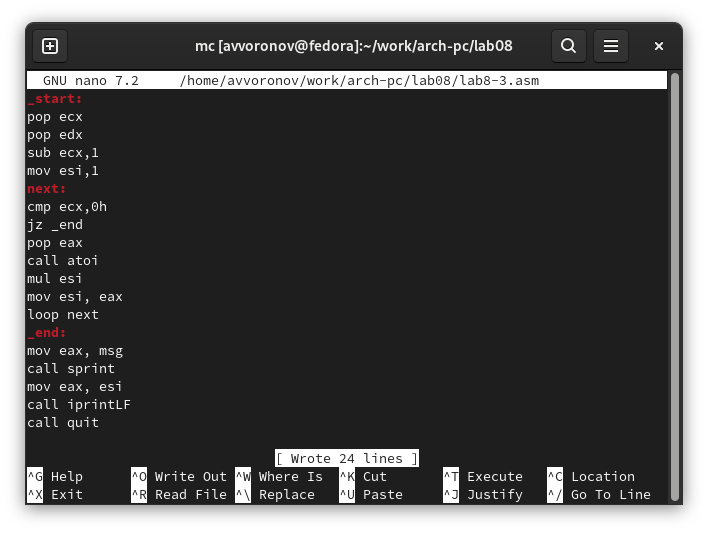 mc [avvoronov@fedora]:~/work/arch-pc/lab08
GNU nano 7.2 /home/avvoronov/work/arch-pc/lab08/lab8-3.asm
_start:
pop ecx
pop edx
sub ecx,1
mov esi,1
next:
cmp ecx,0h
jz _end
pop eax
call atoi
mul esi
mov esi, eax
loop next
_end:
mov eax, msg
call sprint
mov eax, esi
call iprintLF
call quit
[ Wrote 24 lines ]
^G Help ^O Write Out ^W Where Is ^K Cut ^T Execute ^C Location
^X Exit ^R Read File ^\ Replace ^U Paste ^J Justify ^/ Go To Line